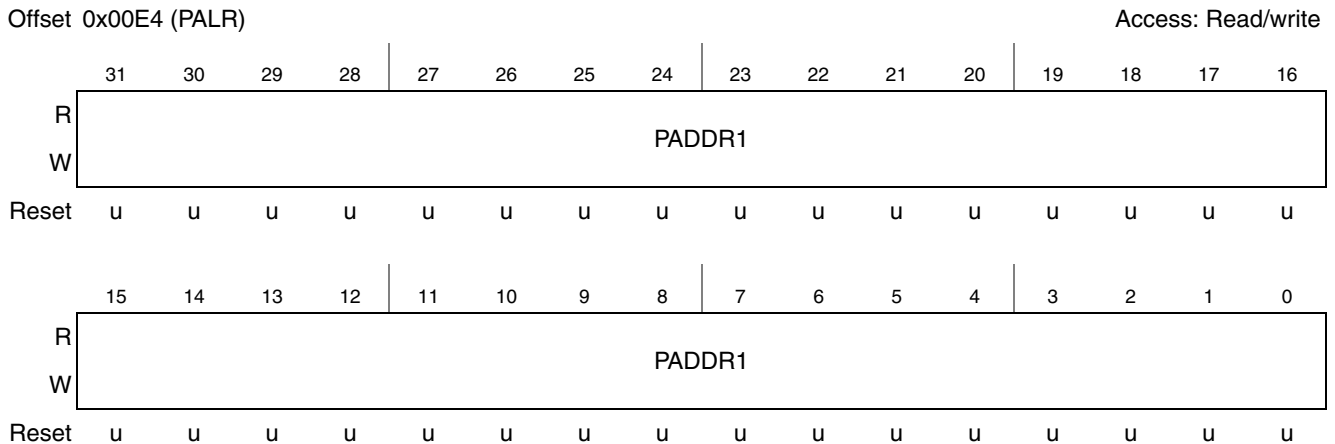 Offset 0x00E4 (PALR) Access: Read/write
31 30 29 28 27 26 25 24 23 22 21 20 19 18 17 16
R
PADDR1
W
Reset u u u u u u u u u u u u u u u u
15 14 13 12 11 10 9 8 7 6 5 4 3 2 1 0
R
PADDR1
W
Reset u u u u u u u u u u u u u u u u